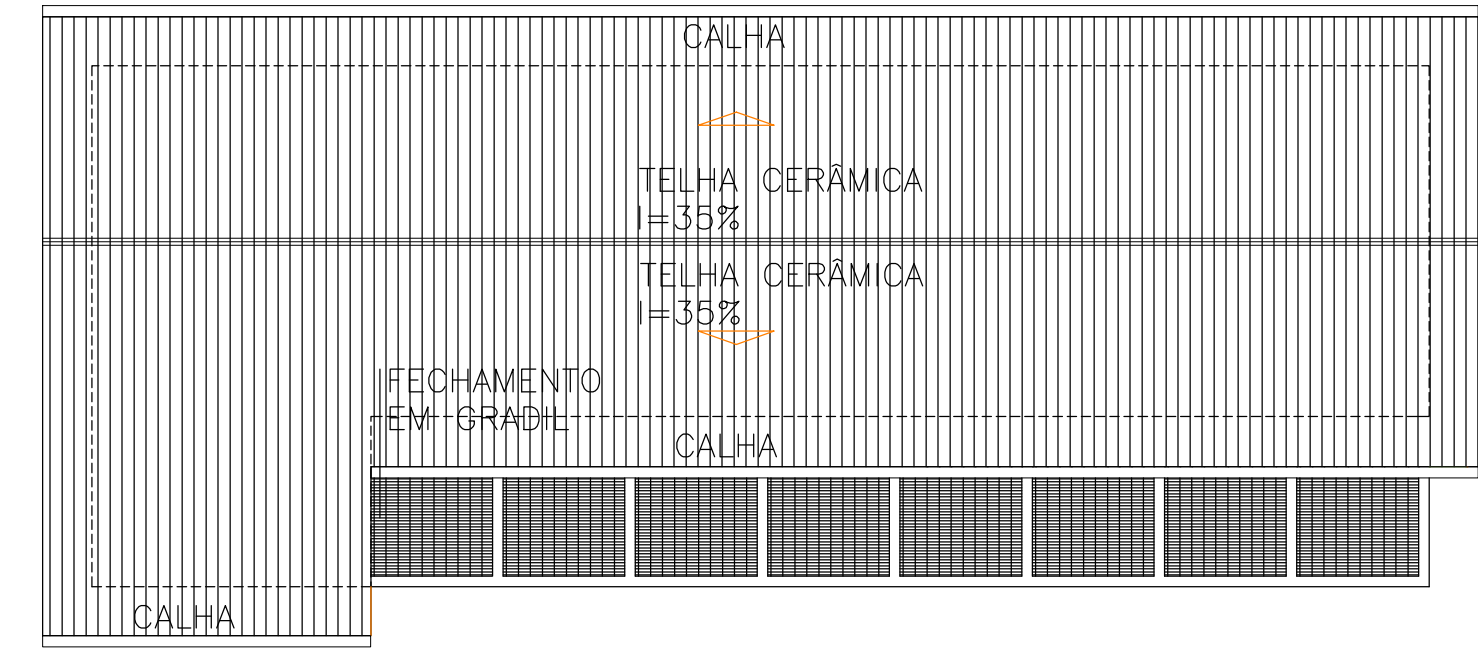 CALHA
TELHA CERÂMICA
I=35%
TELHA CERÂMICA
I=35%
FECHAMENTO
EM GRADIL
CALHA
CALHA